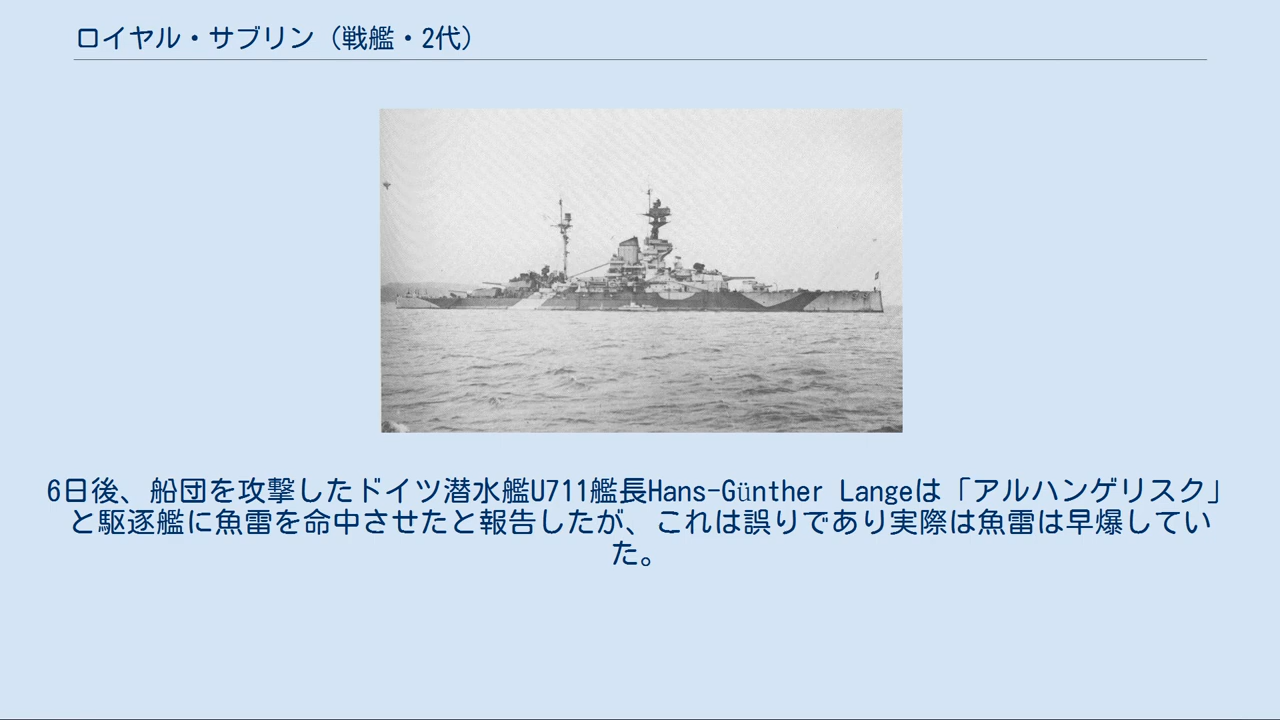 ロイヤル・サブリン（戦艦・2代）
6日後、船団を攻撃したドイツ潜水艦U711艦長Hans-Günther Langeは「アルハンゲリスク」
と駆逐艦に魚雷を命中させたと報告したが、これは誤りであり実際は魚雷は早爆してい
た。